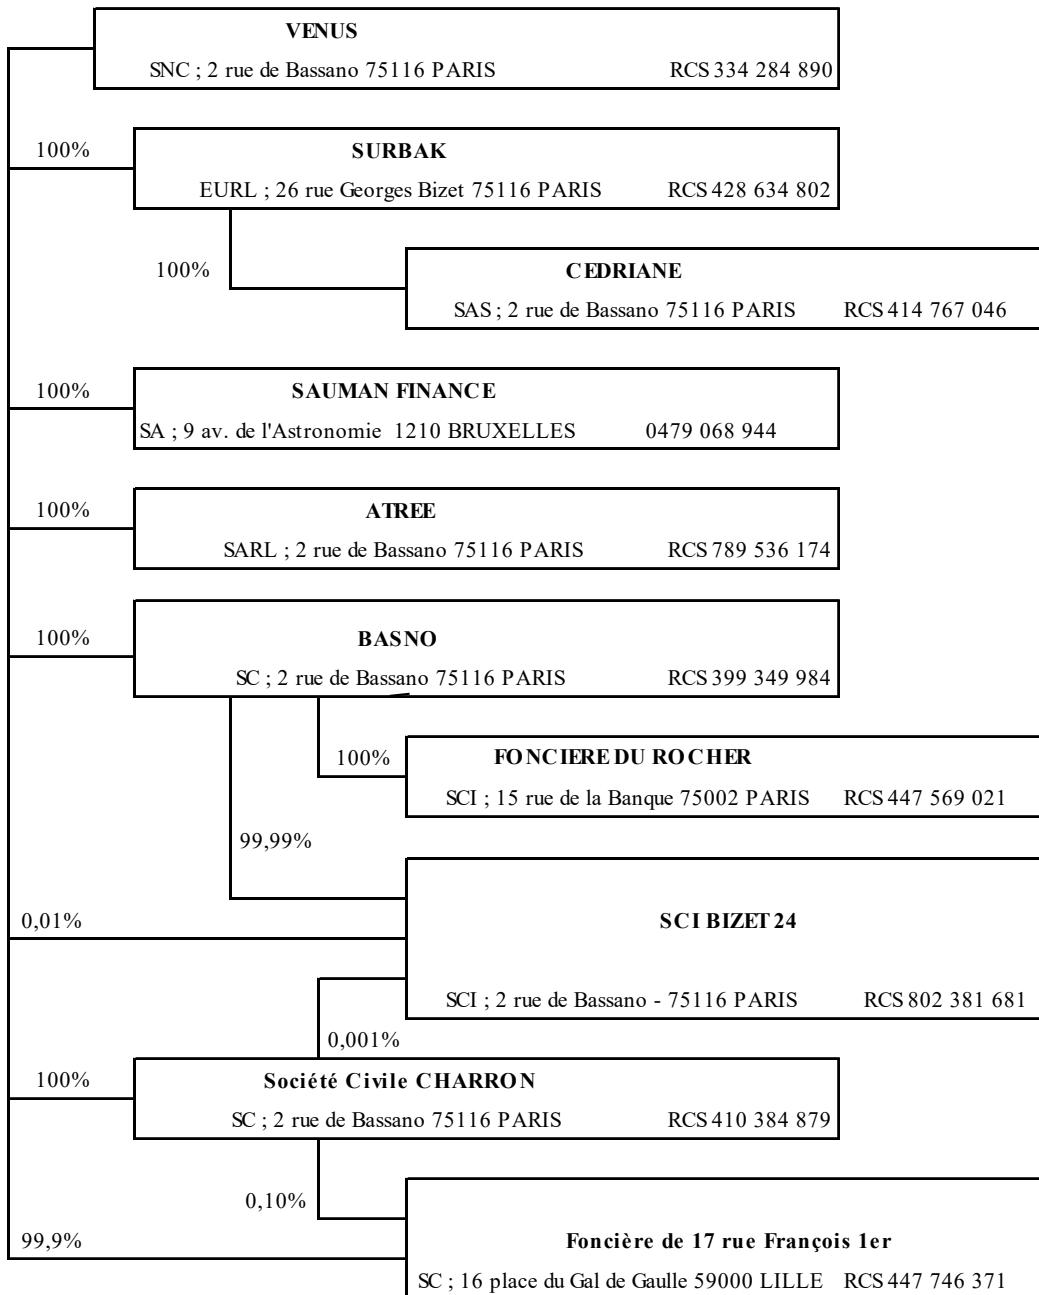 VENUS
SNC ; 2 rue de Bassano 75116 PARIS RCS 334 284 890
100%
SURBAK
EURL ; 26 rue Georges Bizet 75116 PARIS RCS 428 634 802
100%
CEDRIANE
SAS ; 2 rue de Bassano 75116 PARIS RCS 414 767 046
100%
SAUMAN FINANCE
SA ; 9 av. de l'Astronomie 1210 BRUXELLES 0479 068 944
100%
ATREE
SARL ; 2 rue de Bassano 75116 PARIS RCS 789 536 174
100%
BASNO
SC ; 2 rue de Bassano 75116 PARIS RCS 399 349 984
100%
FONCIERE DU ROCHER
SCI ; 15 rue de la Banque 75002 PARIS RCS 447 569 021
99,99%
0,01%
SCI BIZET 24
SCI ; 2 rue de Bassano - 75116 PARIS RCS 802 381 681
0,001%
100%
Société Civile CHARRON
SC ; 2 rue de Bassano 75116 PARIS RCS 410 384 879
0,10%
99,9%
Foncière de 17 rue François 1er
SC ; 16 place du Gal de Gaulle 59000 LILLE RCS 447 746 371